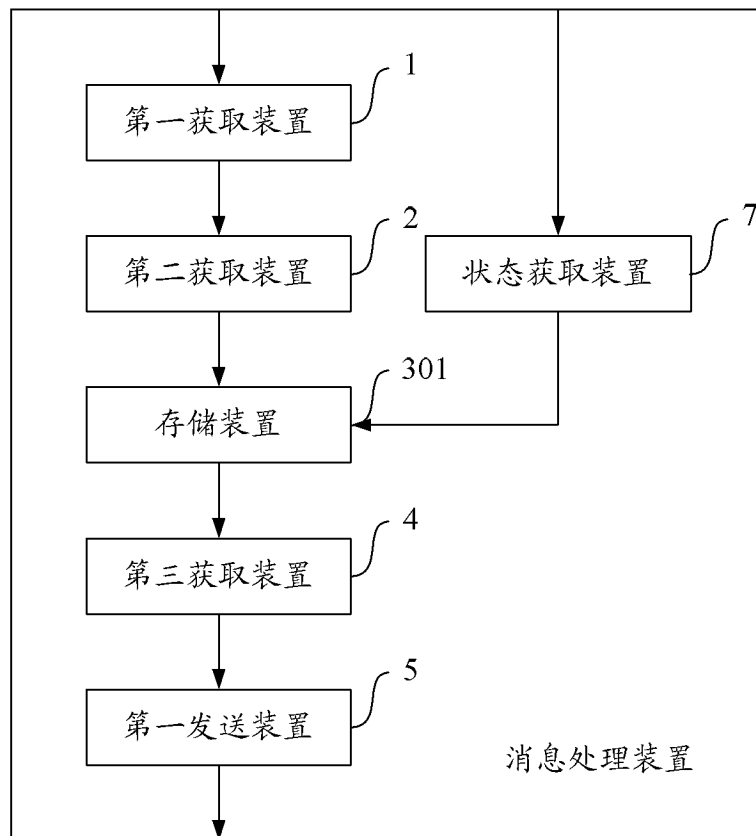 1
第一获取装置
2
第二获取装置
7
状态获取装置
301
存储装置
4
第三获取装置
5
第一发送装置
消息处理装置